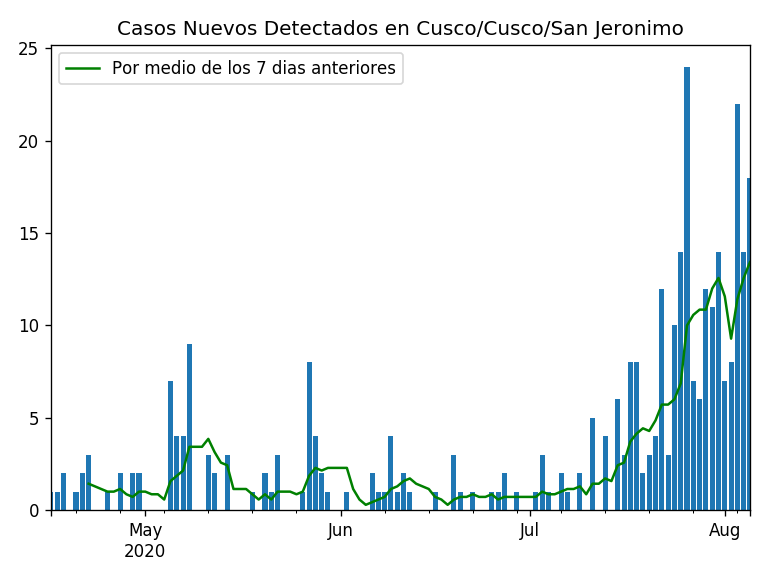 Casos Nuevos Detectados en Cusco/Cusco/San Jeronimo
Por medio de los 7 dias anteriores
25
20
15
10
5
0
May
2020
Jun
Jul
Aug